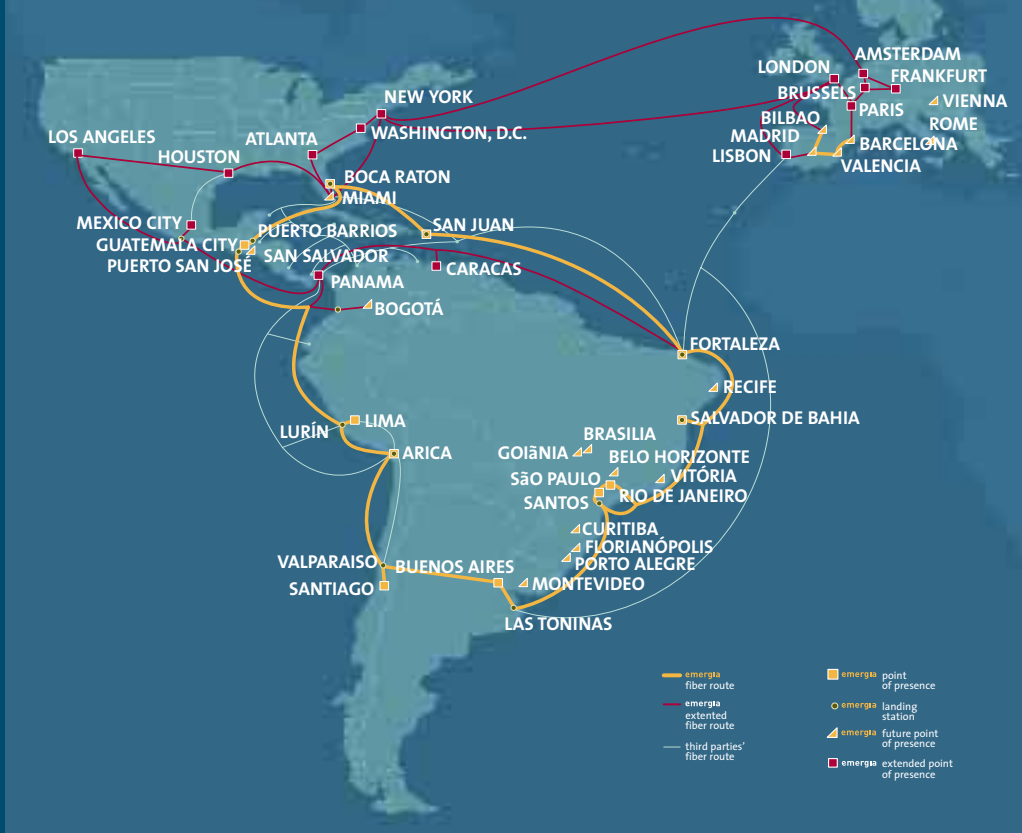 AMSTERDAM
LONDON
FRANKFURT
BRUSSELS
NEW YORK
VIENNA
PARIS
BILBAO
ROME
LOS ANGELES
ATLANTA
WASHINGTON, D.C.
MADRID
BARCELONA
HOUSTON
LISBON
VALENCIA
BOCA RATON
MIAMI
MEXICO CITY
PUERTO BARRIOS
SAN JUAN
GUATEMALA CITY
SAN SALVADOR
PUERTO SAN JOSÉ
CARACAS
PANAMA
BOGOTÁ
FORTALEZA
RECIFE
LIMA
SALVADOR DE BAHIA
LURÍN
BRASILIA
ARICA
GOIãNIA
BELO HORIZONTE
VITÓRIA
SãO PAULO
RIO DE JANEIRO
SANTOS
CURITIBA
FLORIANÓPOLIS
VALPARAISO
BUENOS AIRES
PORTO ALEGRE
SANTIAGO
MONTEVIDEO
LAS TONINAS
emergia
fiber route
emergia
extented
fiber route
third parties'
fiber route
emergia point
of presence
emergia landing
station
emergia future point
of presence
emergia extended point
of presence